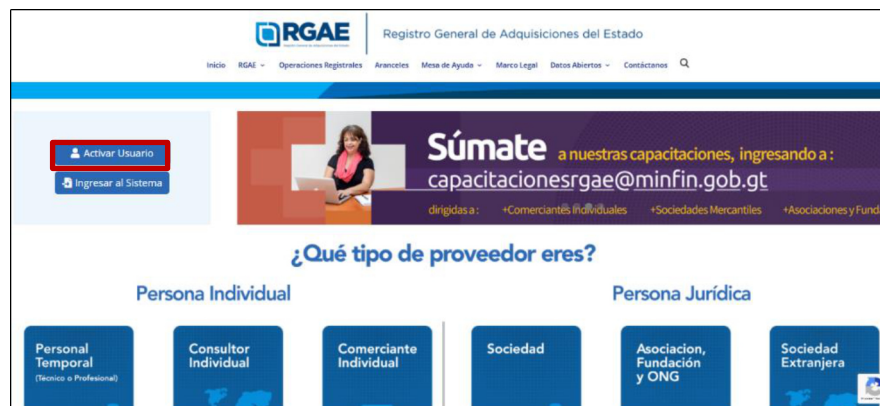 RGAE
Registro General de Adquisiciones del Estado
Inicio RGAE Operaciones Registrales Aranceles Mesa de Ayuda Marco Legal Datos Abiertos Contáctanos
Activar Usuario
Ingresar al Sistema
Súmate a nuestras capacitaciones, ingresando a :
capacitacionesrgae@minfin.gob.gt
dirigidas a : +Comerciantes Individuales +Sociedades Mercantiles +Asociaciones y Fund
¿Qué tipo de proveedor eres?
Persona Individual
Persona Jurídica
Personal
Temporal
(Técnico o Profesional)
Consultor
Individual
Comerciante
Individual
Sociedad
Asociacion,
Fundación
y ONG
Sociedad
Extranjera